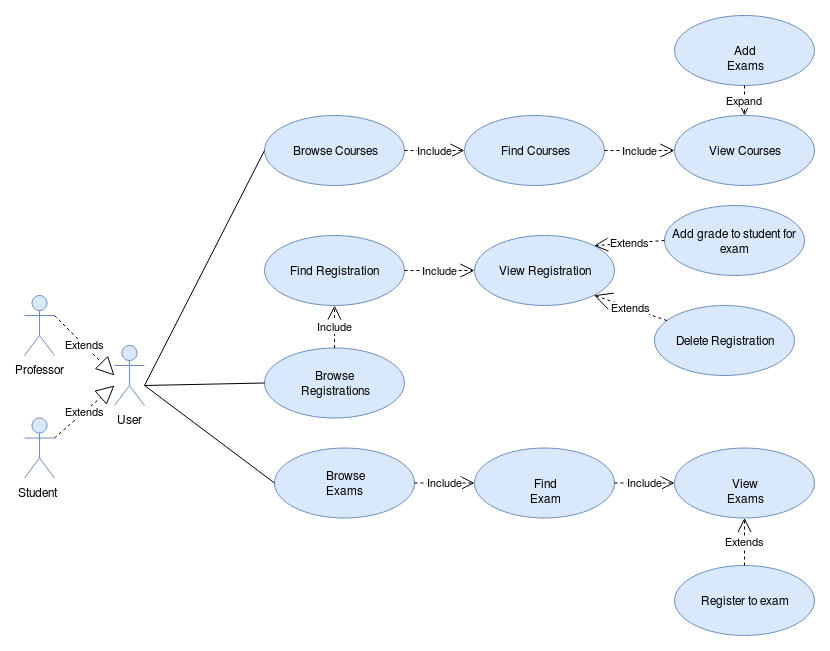 Add
Exams
Expand
Browse Courses
Include
Find Courses
Include
View Courses
Add grade to student for
exam
Extends
Find Registration
Include
View Registration
Extends
Include
Delete Registration
Professor
Extends
User
Extends
Student
Browse
Registrations
Browse
Exams
Include
Find
Exam
Include
View
Exams
Extends
Register to exam